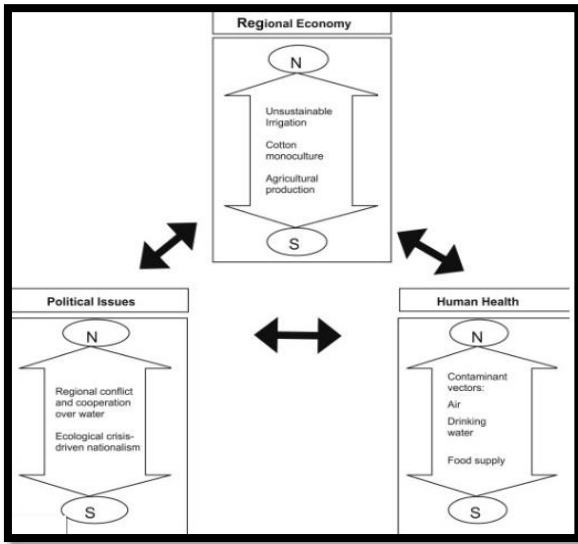 Regional Economy
N
Unsustainable
Irrigation
Cotton
monoculture
Agricultural
production
S
Political Issues
N
Regional conflict
and cooperation
over water
Ecological crisis-
driven nationalism
S
Human Health
N
Contaminant
vectors:
Air
Drinking
water
Food supply
S